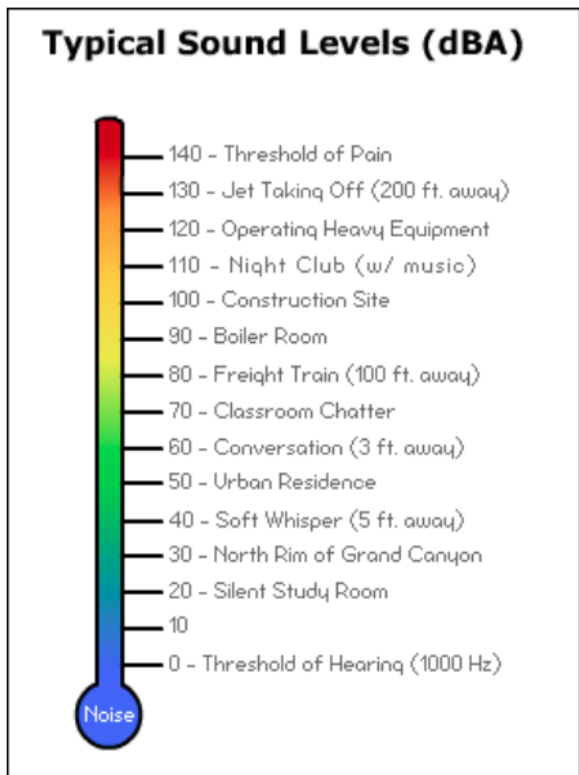 Typical Sound Levels (dBA)
140 - Threshold of Pain
130 - Jet Taking Off (200 ft. away)
120 - Operating Heavy Equipment
110 - Night Club (w/ music)
100 - Construction Site
90 - Boiler Room
80 - Freight Train (100 ft. away)
70 - Classroom Chatter
60 - Conversation (3 ft. away)
50 - Urban Residence
40 - Soft Whisper (5 ft. away)
30 - North Rim of Grand Canyon
20 - Silent Study Room
10
0 - Threshold of Hearing (1000 Hz)
Noise